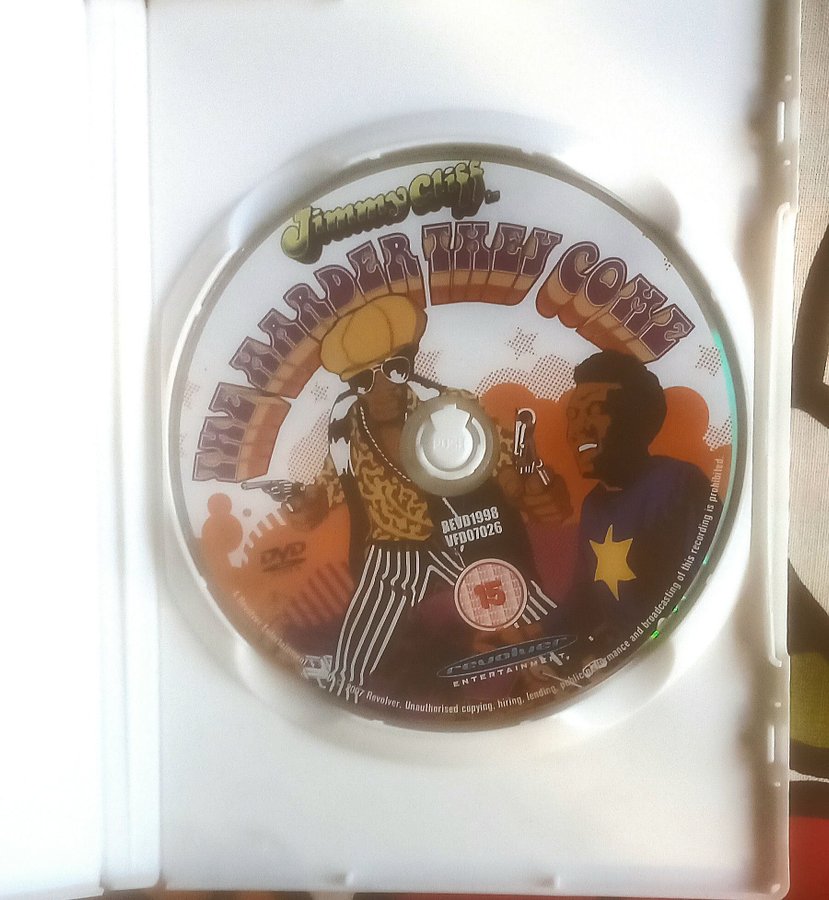 Jimmy Cliff
in
THE HARDER THEY COME
REVD1998
VFD07026
DVD
15
revolver
ENTERTAINMENT
2007 Revolver. Unauthorised copying, hiring, lending, public performance and broadcasting of this recording is prohibited.